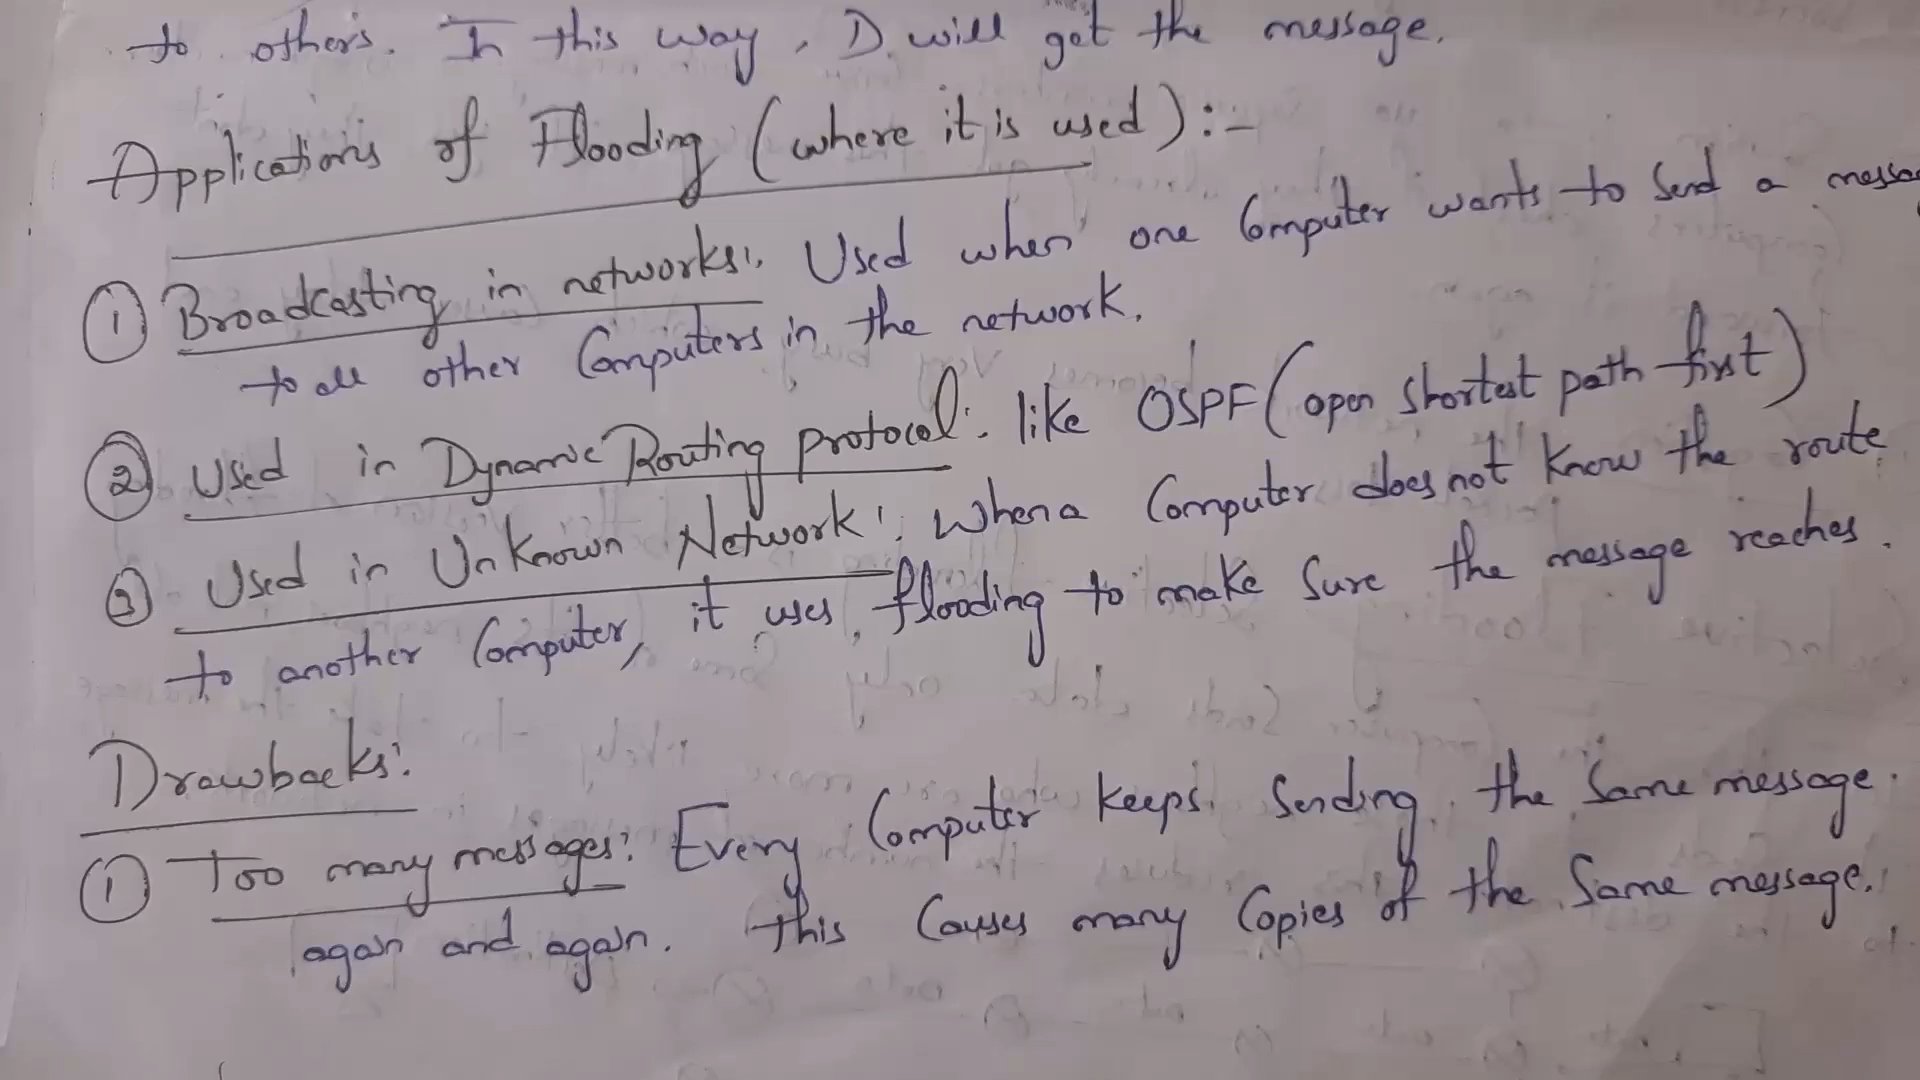 to others. In this way, D will get the message.
Applications of Flooding (where it is used):-
① Broadcasting in networks:. Used when one Computer wants to Send a
to all other Computers in the network.
② Used in Dynamic Routing protocol:. like OSPF (open Shortest path first)
③ Used in UnKnown Network:. When a Computer does not Know the route
to another Computer, it uses flooding to make Sure the message reaches.
Drawbacks:
① Too many messages: Every Computer Keeps Sending the Same message
again and again. this Causes many Copies of the Same message.